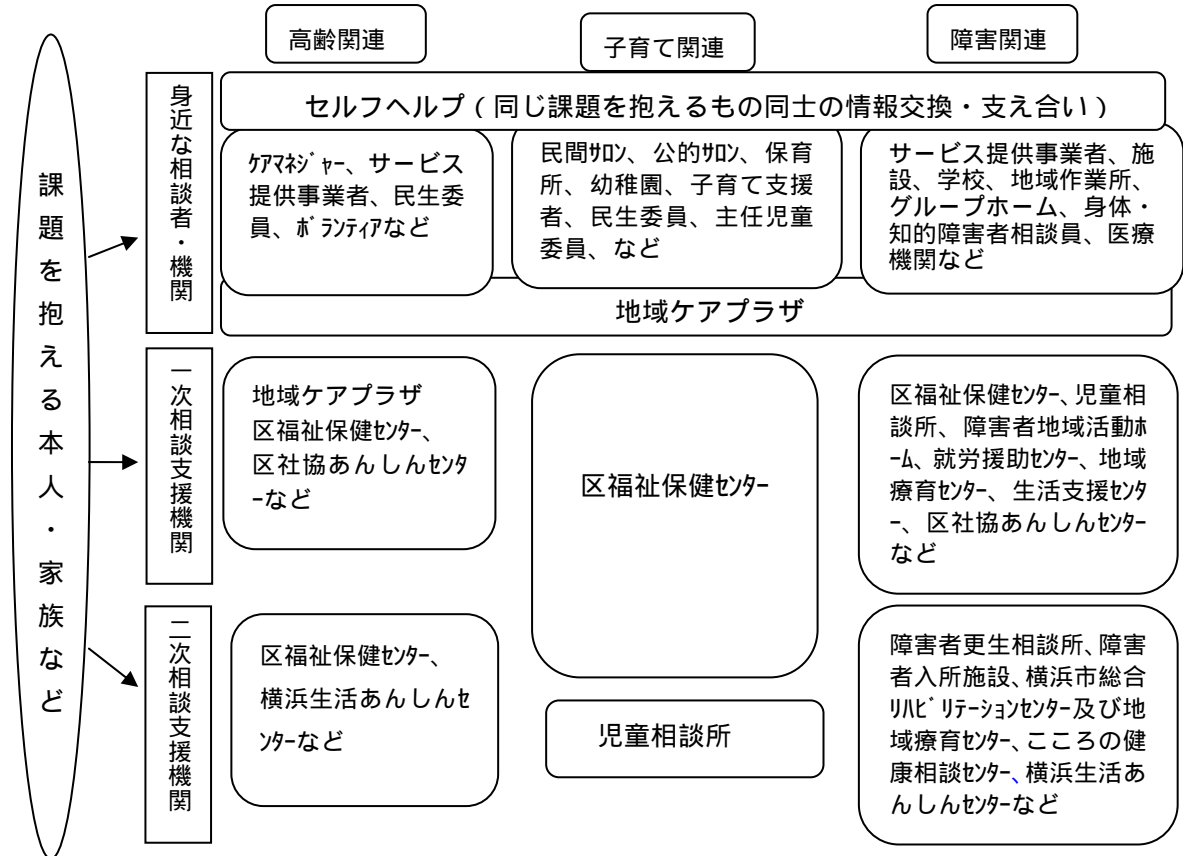 高齢関連
子育て関連
障害関連
課題を抱える本人・家族など
身近な相談者・機関
セルフヘルプ(同じ課題を抱えるもの同士の情報交換・支え合い)
ｹｱﾏﾈｼﾞｬｰ、サービス
提供事業者、民生委
員、ﾎﾞﾗﾝﾃｨｱなど
民間ｻﾛﾝ、公的ｻﾛﾝ、保育
所、幼稚園、子育て支援
者、民生委員、主任児童
委員、など
サービス提供事業者、施
設、学校、地域作業所、
グループホーム、身体・
知的障害者相談員、医療
機関など
地域ケアプラザ
一次相談支援機関
地域ケアプラザ
区福祉保健ｾﾝﾀｰ、
区社協あんしんｾﾝﾀ
ｰなど
区福祉保健ｾﾝﾀｰ
区福祉保健ｾﾝﾀｰ、児童相
談所、障害者地域活動ﾎ
ｰﾑ、就労援助ｾﾝﾀｰ、地域
療育ｾﾝﾀｰ、生活支援ｾﾝﾀ
ｰ、区社協あんしんｾﾝﾀｰ
など
二次相談支援機関
区福祉保健ｾﾝﾀｰ、
横浜生活あんしんｾ
ﾝﾀｰなど
児童相談所
障害者更生相談所、障害
者入所施設、横浜市総合
ﾘﾊﾋﾞﾘﾃｰｼｮﾝｾﾝﾀｰ及び地
域療育ｾﾝﾀｰ、こころの健
康相談ｾﾝﾀｰ、横浜生活あ
んしんｾﾝﾀｰなど